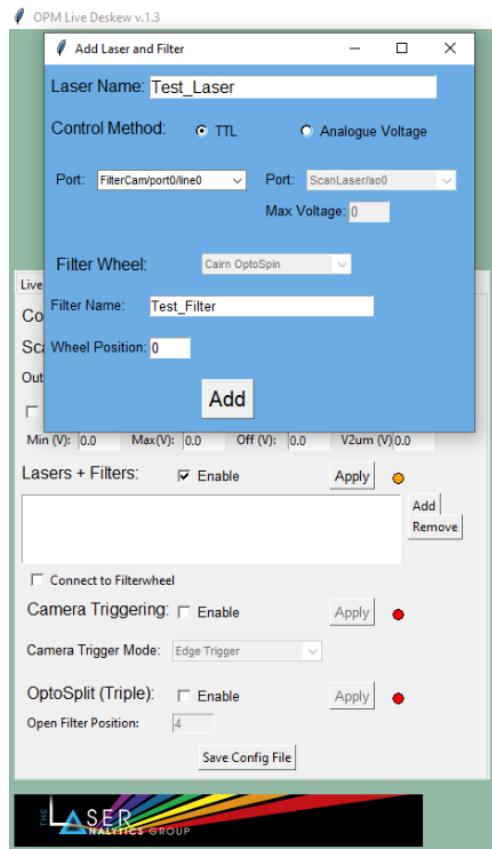 OPM Live Deskew v.1.3
Add Laser and Filter
Laser Name: Test_Laser
Control Method: TTL Analogue Voltage
Port: FilterCam/port0/line0 Port: ScanLaser/ao0
Max Voltage: 0
Filter Wheel: Cairn OptoSpin
Live
Filter Name: Test_Filter
Co
Sca Wheel Position: 0
Out
Add
Min (V): 0.0 Max(V): 0.0 Off (V): 0.0 V2um (V) 0.0
Lasers + Filters: Enable Apply
Add
Remove
Connect to Filterwheel
Camera Triggering: Enable Apply
Camera Trigger Mode: Edge Trigger
OptoSplit (Triple): Enable Apply
Open Filter Position: 4
Save Config File
THE LASER
ANALYTICS GROUP